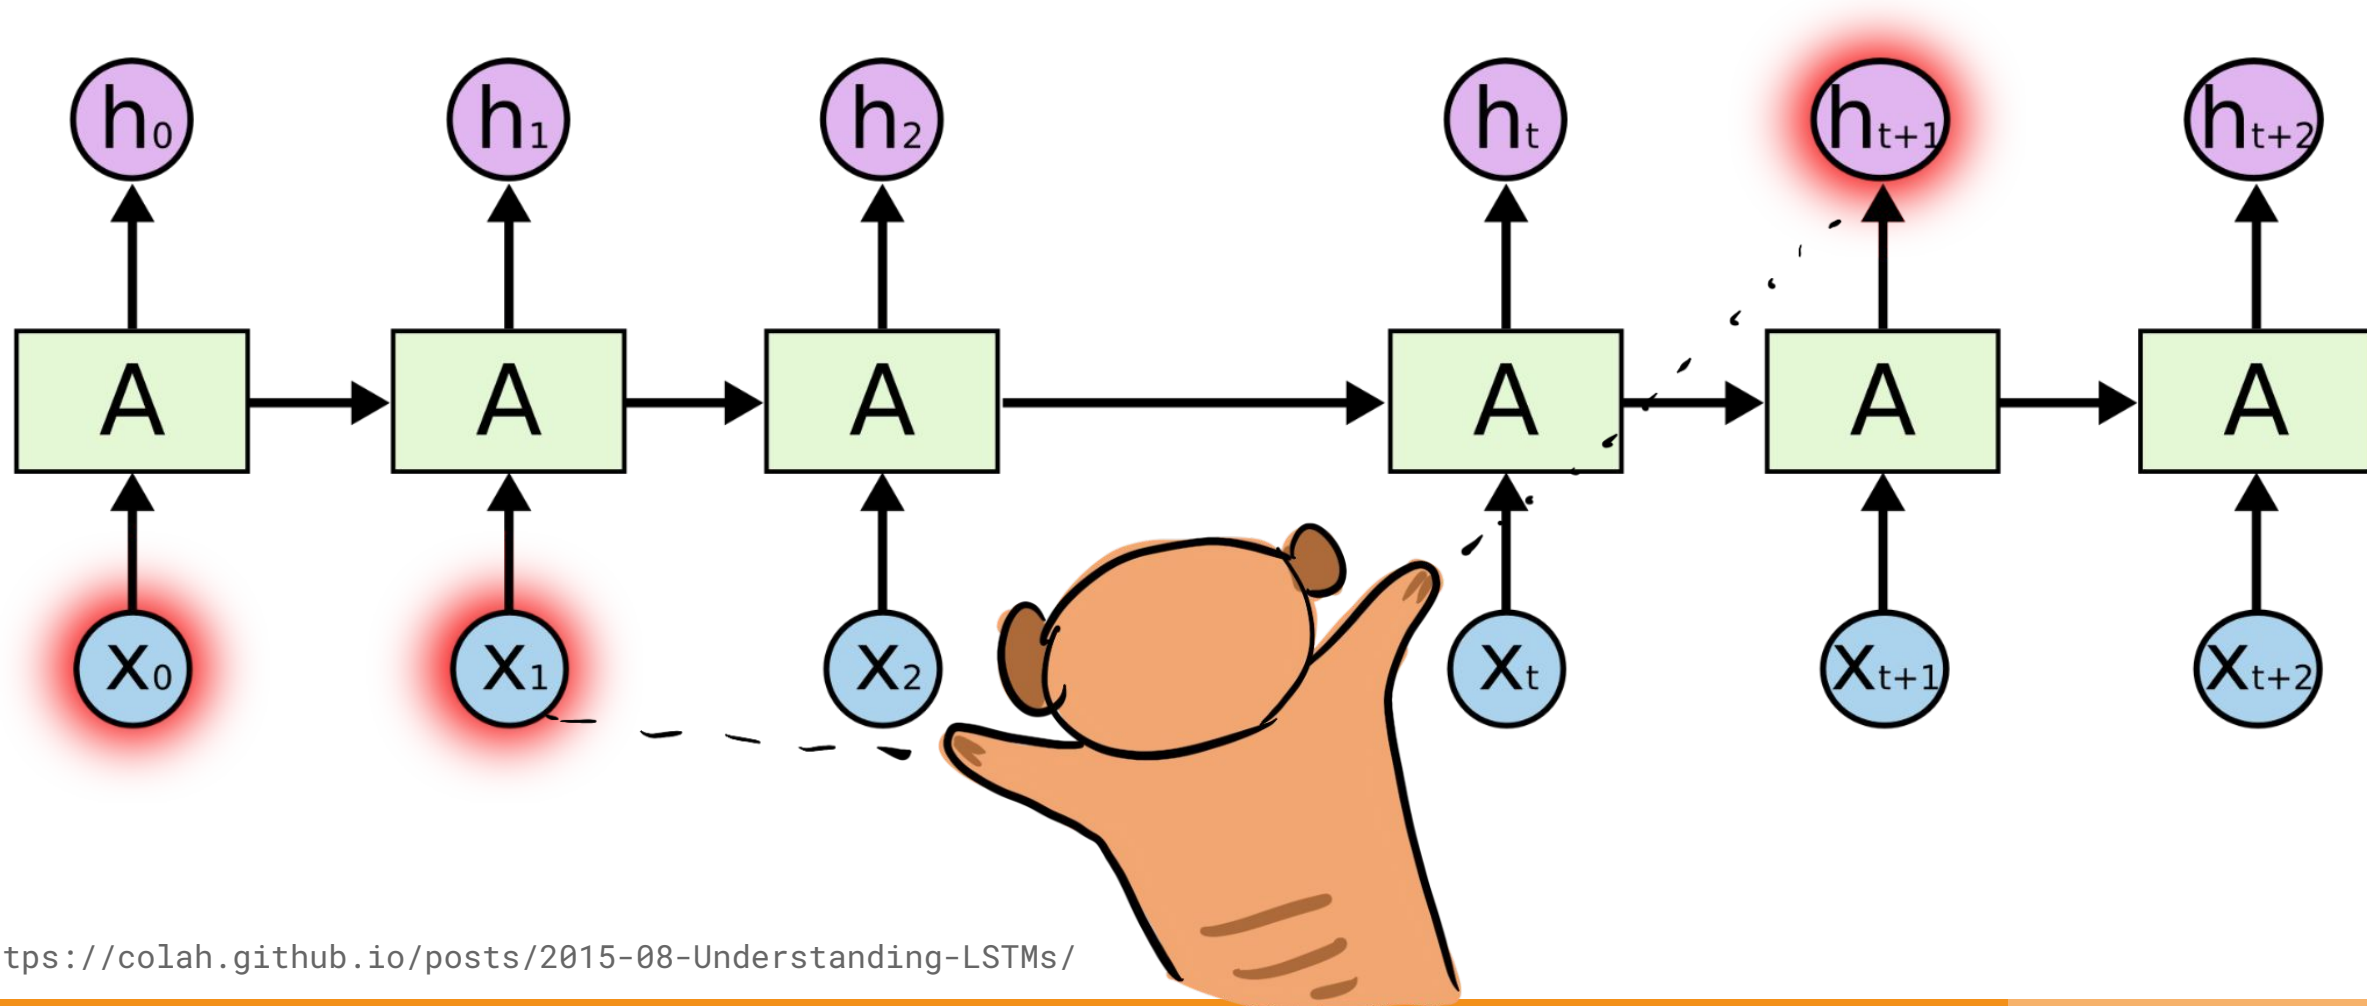 h0 h1 h2 ht ht+1 ht+2
A A A A A A
x0 x1 x2 xt xt+1 xt+2
tps://colah.github.io/posts/2015-08-Understanding-LSTMs/